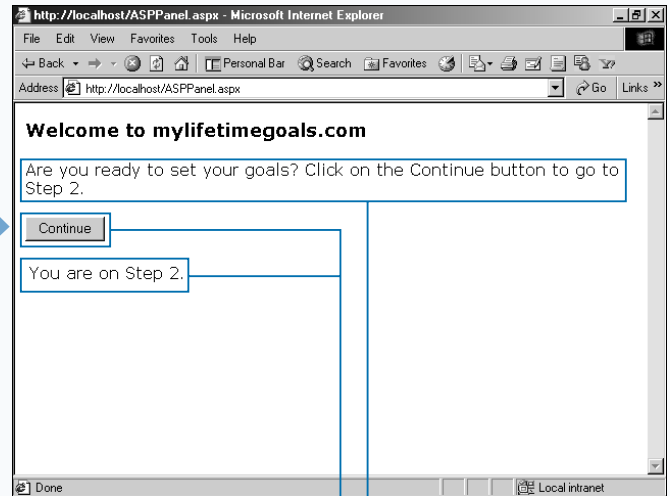 http://localhost/ASPPanel.aspx - Microsoft Internet Explorer
File Edit View Favorites Tools Help
Back Personal Bar Search Favorites
Address http://localhost/ASPPanel.aspx Go Links »
Welcome to mylifetimegoals.com
Are you ready to set your goals? Click on the Continue button to go to
Step 2.
Continue
You are on Step 2.
Done Local intranet